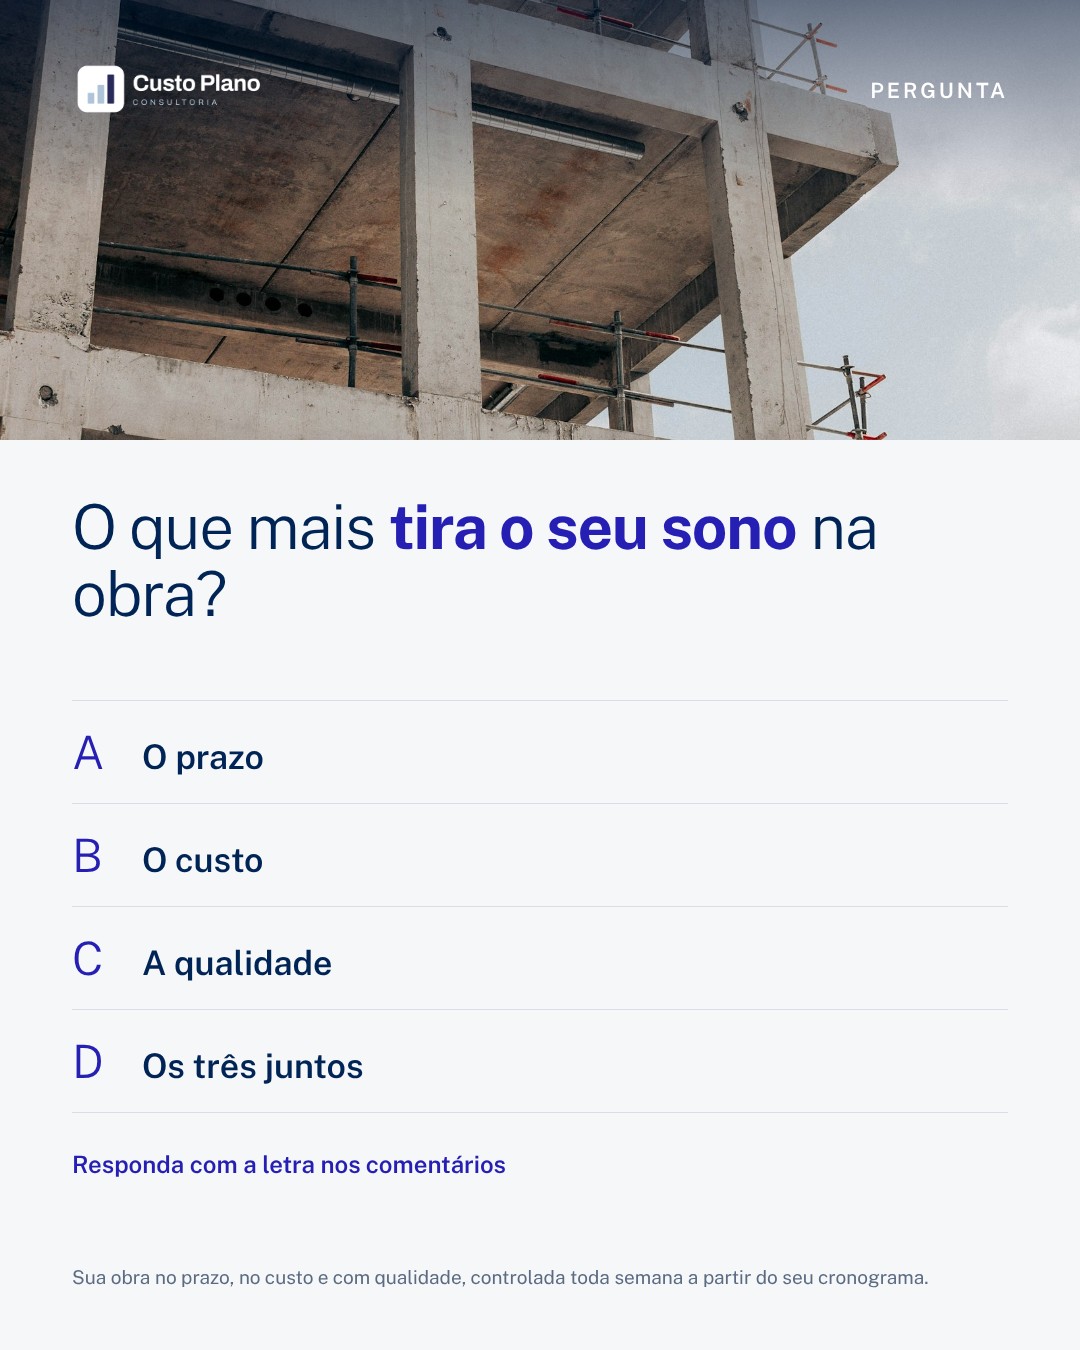 Custo Plano
CONSULTORIA
PERGUNTA
O que mais tira o seu sono na
obra?
A O prazo
B O custo
C A qualidade
D Os três juntos
Responda com a letra nos comentários
Sua obra no prazo, no custo e com qualidade, controlada toda semana a partir do seu cronograma.